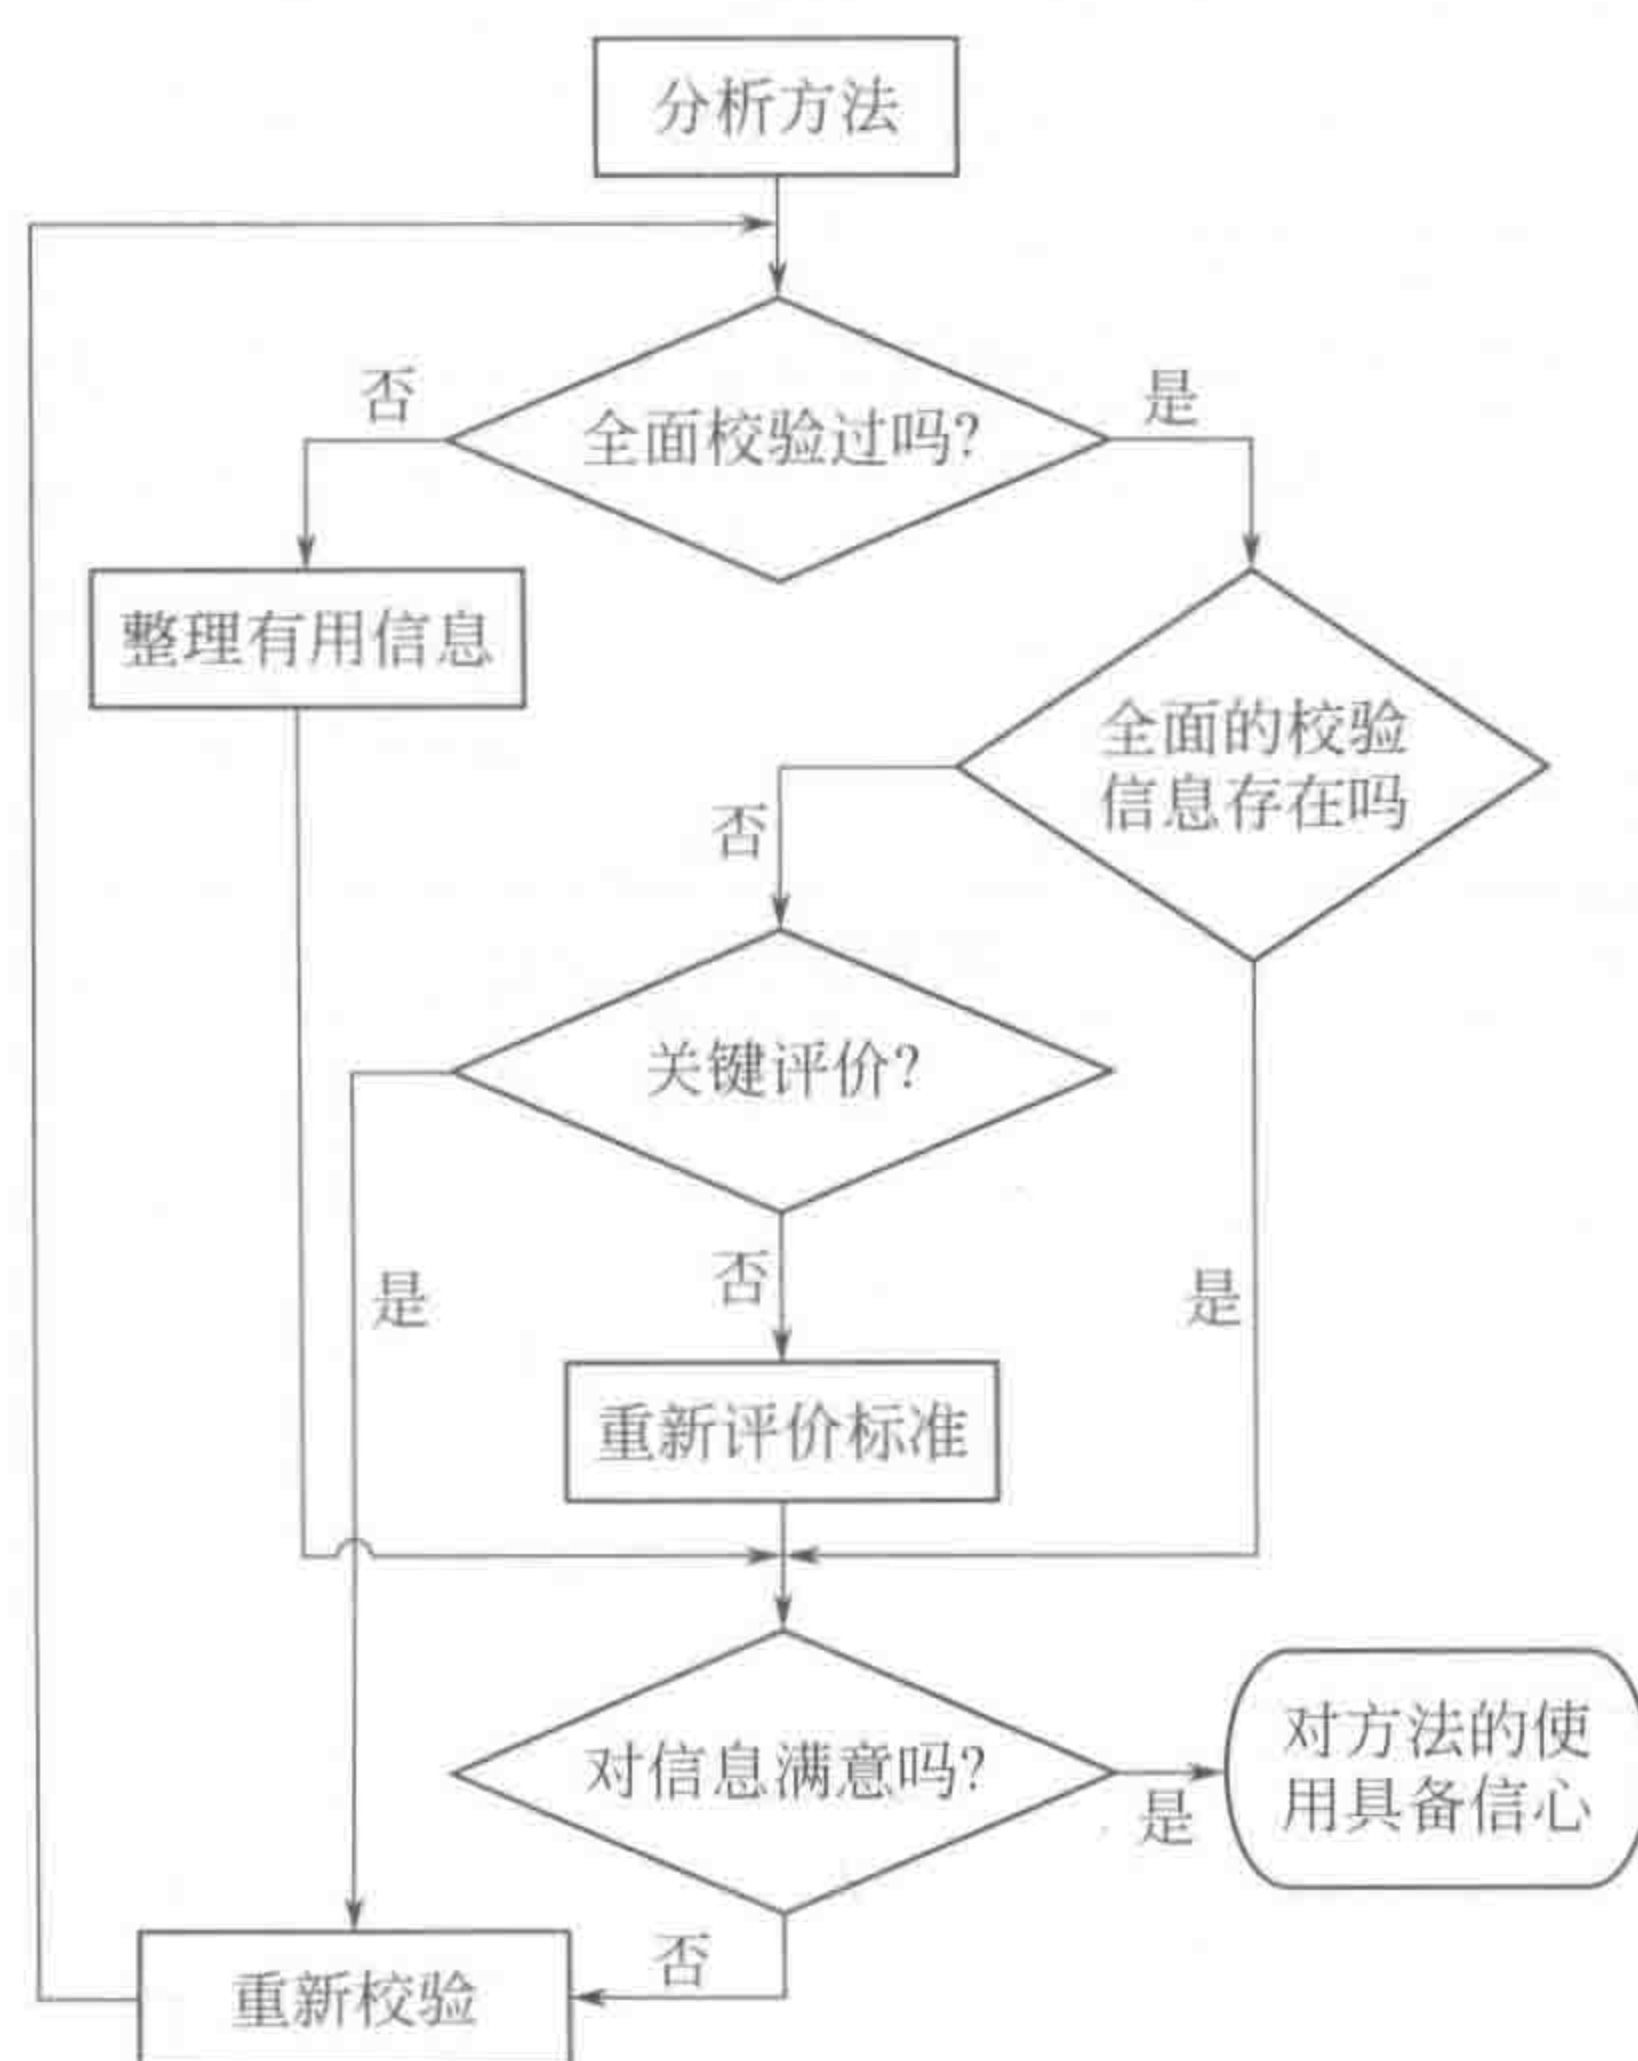 分析方法
否
是
全面校验过吗?
整理有用信息
全面的校验
信息存在吗
否
关键评价?
是
否
是
重新评价标准
对信息满意吗?
对方法的使
用具备信心
是
否
重新校验